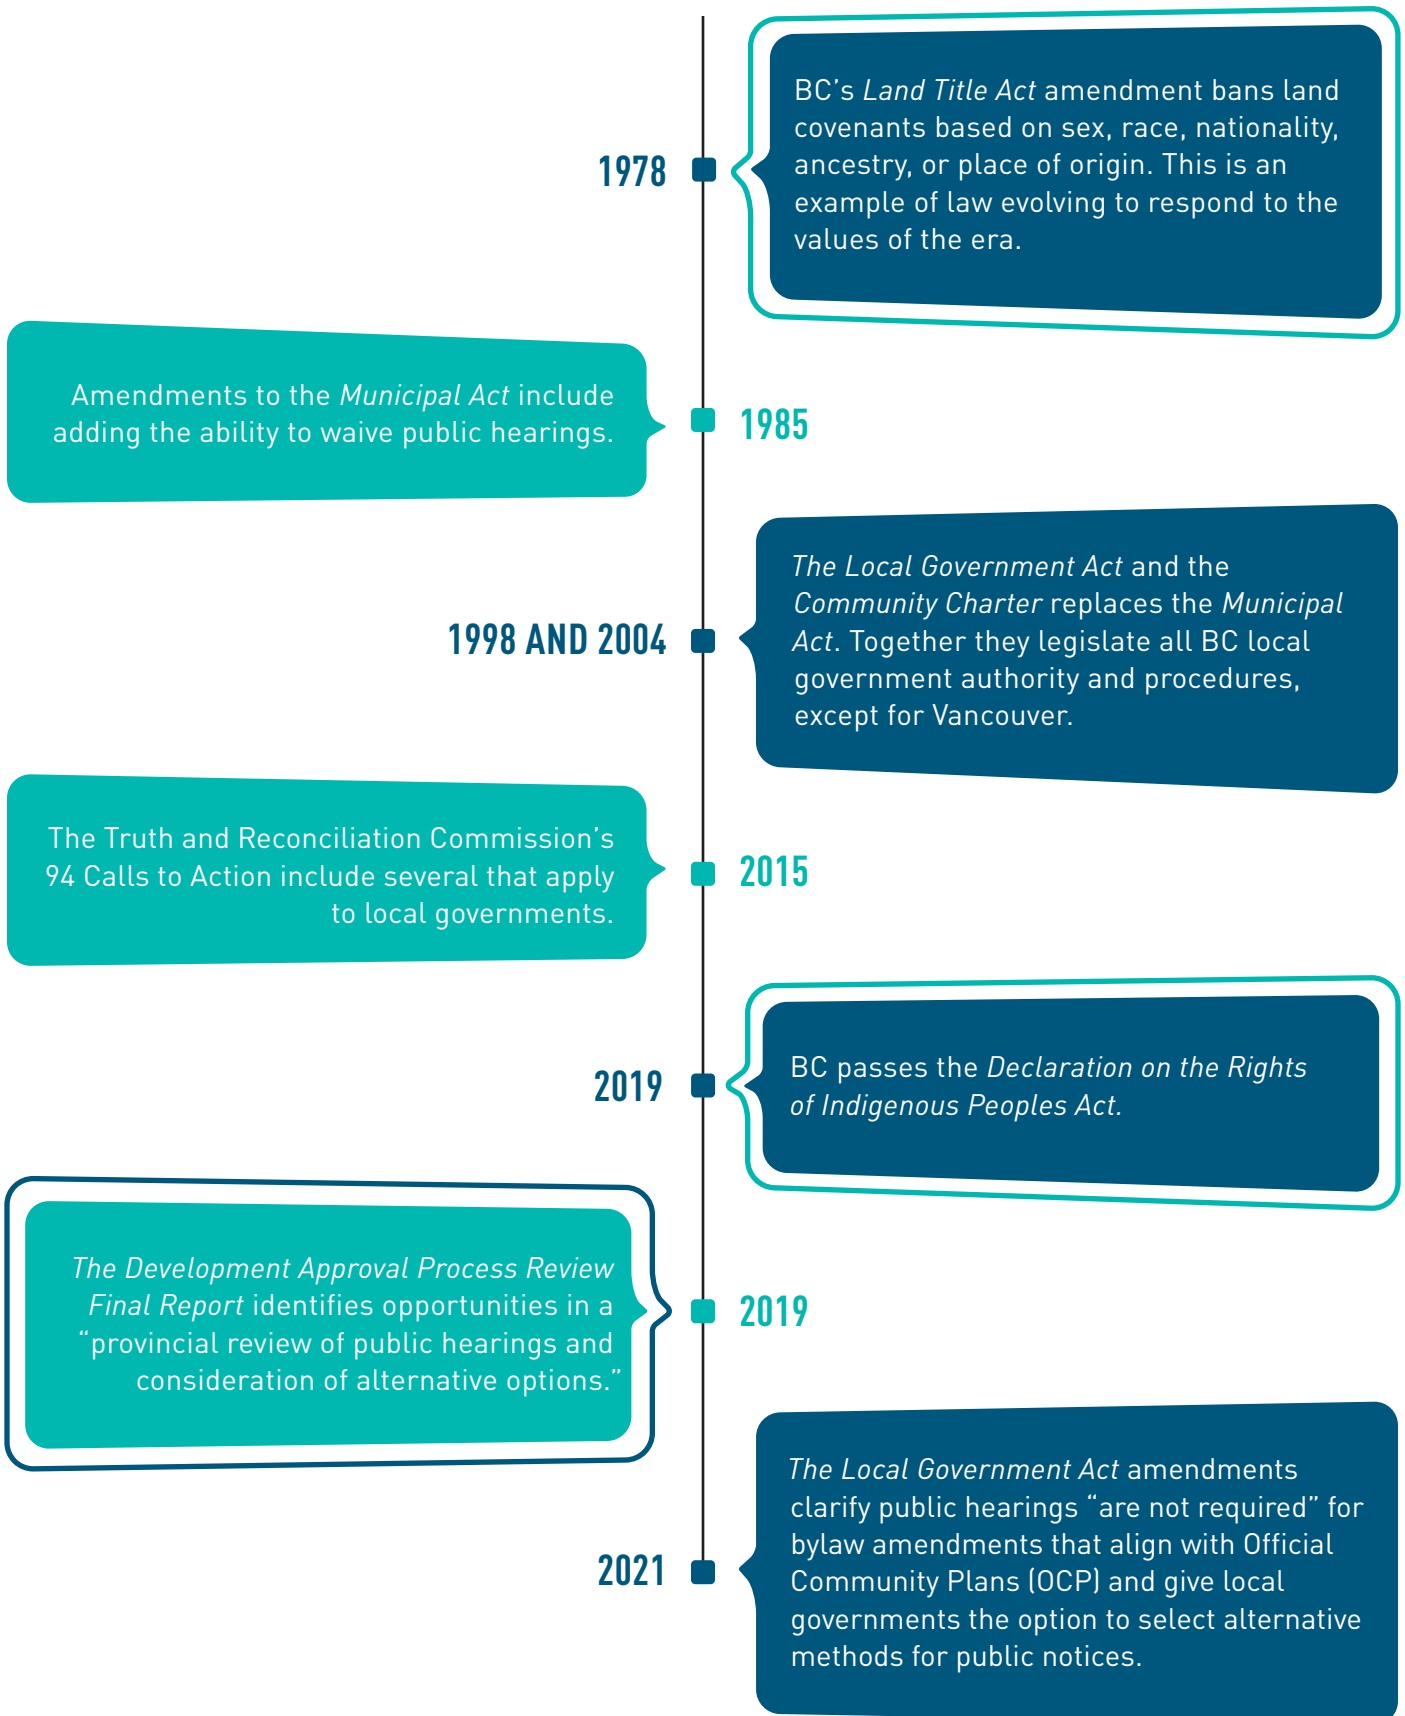 1978
BC’s Land Title Act amendment bans land
covenants based on sex, race, nationality,
ancestry, or place of origin. This is an
example of law evolving to respond to the
values of the era.
Amendments to the Municipal Act include
adding the ability to waive public hearings.
1985
1998 AND 2004
The Local Government Act and the
Community Charter replaces the Municipal
Act. Together they legislate all BC local
government authority and procedures,
except for Vancouver.
The Truth and Reconciliation Commission’s
94 Calls to Action include several that apply
to local governments.
2015
2019
BC passes the Declaration on the Rights
of Indigenous Peoples Act.
The Development Approval Process Review
Final Report identifies opportunities in a
“provincial review of public hearings and
consideration of alternative options.”
2019
2021
The Local Government Act amendments
clarify public hearings “are not required” for
bylaw amendments that align with Official
Community Plans (OCP) and give local
governments the option to select alternative
methods for public notices.